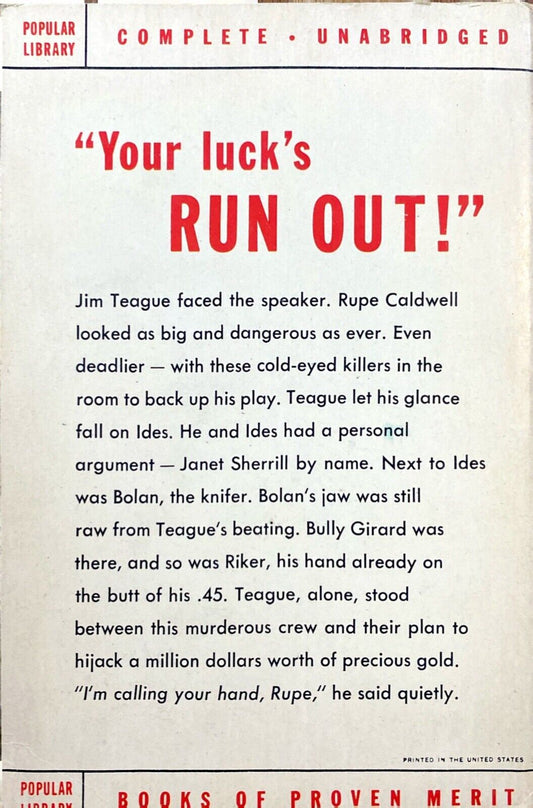 POPULAR
LIBRARY
COMPLETE • UNABRIDGED
“Your luck’s
RUN OUT!”
Jim Teague faced the speaker. Rupe Caldwell
looked as big and dangerous as ever. Even
deadlier — with these cold-eyed killers in the
room to back up his play. Teague let his glance
fall on Ides. He and Ides had a personal
argument — Janet Sherrill by name. Next to Ides
was Bolan, the knifer. Bolan’s jaw was still
raw from Teague’s beating. Bully Girard was
there, and so was Riker, his hand already on
the butt of his .45. Teague, alone, stood
between this murderous crew and their plan to
hijack a million dollars worth of precious gold.
“I’m calling your hand, Rupe,” he said quietly.
PRINTED IN THE UNITED STATES
POPULAR
LIBRARY
BOOKS OF PROVEN MERIT